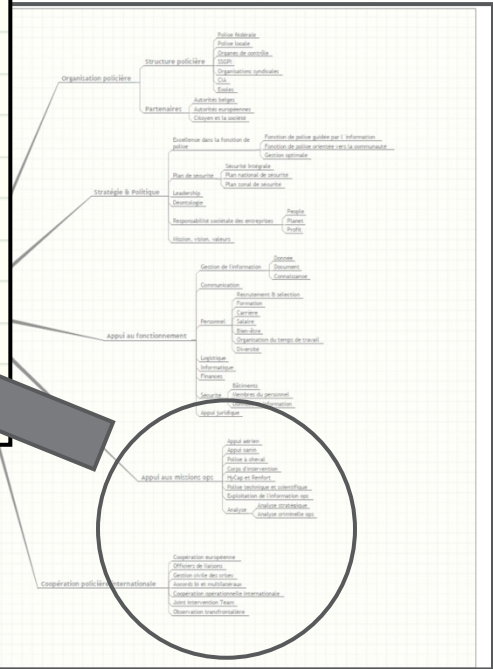 Organisation policière
Structure policière
Police fédérale
Police locale
Organes de contrôle
SSGPI
Organisations syndicales
CIA
Ecoles
Partenaires
Autorités belges
Autorités européennes
Citoyen et la société
Stratégie & Politique
Excellence dans la fonction de
police
Fonction de police guidée par l'information
Fonction de police orientée vers la communauté
Gestion optimale
Plan de sécurité
Sécurité intégrale
Plan national de sécurité
Plan zonal de sécurité
Leadership
Deontologie
Responsabilité sociétale des entreprises
People
Planet
Profit
Mission, vision, valeurs
Appui au fonctionnement
Gestion de l'information
Donnée
Document
Connaissance
Communication
Personnel
Recrutement & sélection
Formation
Carrière
Salaire
Bien-être
Organisation du temps de travail
Diversité
Logistique
Informatique
Finances
Sécurité
Bâtiments
Membres du personnel
information
Appui juridique
Appui aux missions ops
Appui aérien
Appui canin
Police à cheval
Corps d'intervention
HyCap et Renfort
Police technique et scientifique
Exploitation de l'information ops
Analyse
Analyse stratégique
Analyse criminelle ops
Coopération policière internationale
Coopération européenne
Officiers de liaisons
Gestion civile des crises
Accords bi et multilatéraux
Coopération opérationnelle internationale
Joint Intervention Team
Observation transfrontalière